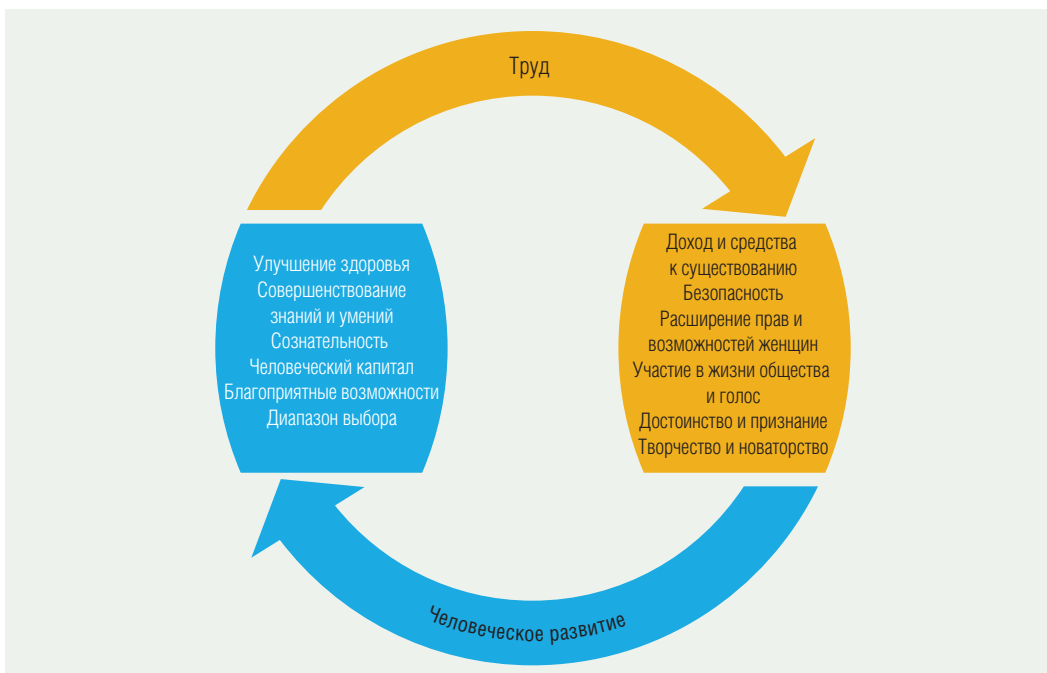 Труд
Улучшение здоровья
Совершенствование
знаний и умений
Сознательность
Человеческий капитал
Благоприятные возможности
Диапазон выбора
Доход и средства
к существованию
Безопасность
Расширение прав и
возможностей женщин
Участие в жизни общества
и голос
Достоинство и признание
Творчество и новаторство
Человеческое развитие